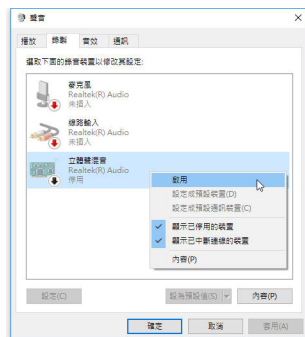 聲音
播放 錄製 音效 通訊
選取下面的錄音裝置以修改其設定:
麥克風
Realtek(R) Audio
未插入
線路輸入
Realtek(R) Audio
未插入
立體聲混音
Realtek(R) Audio
停用
啟用
設定成預設裝置(D)
設定成預設通訊裝置(C)
顯示已停用的裝置
顯示已中斷連線的裝置
內容(P)
設定(C) 設為預設值(S) 內容(P)
確定 取消 套用(A)